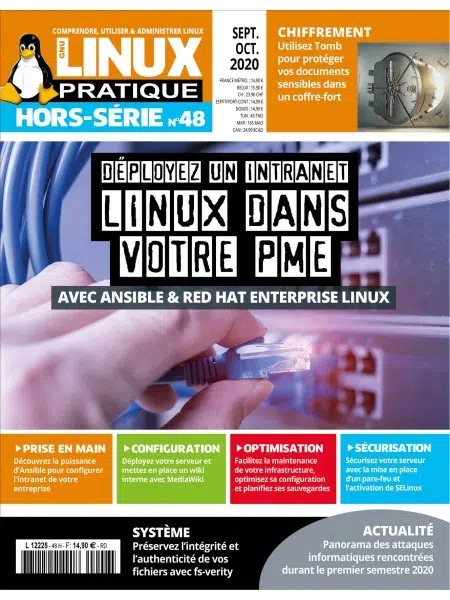 COMPRENDRE, UTILISER & ADMINISTRER LINUX
GNU
LINUX
PRATIQUE
HORS-SÉRIE N°48
SEPT.
OCT.
2020
FRANCE MÉTRO. : 14,90 €
BELUX : 15,90 €
CH : 23,90 CHF
ESP/IT/PORT-CONT : 14,90 €
DOM/S : 14,90 €
TUN : 45 TND
MAR : 165 MAD
CAN : 24,99 $CAD
CHIFFREMENT
Utilisez Tomb
pour protéger
vos documents
sensibles dans
un coffre-fort
DÉPLOYEZ UN INTRANET
LINUX DANS
VOTRE PME
AVEC ANSIBLE & RED HAT ENTERPRISE LINUX
PRISE EN MAIN
Découvrez la puissance
d'Ansible pour configurer
l'intranet de votre
entreprise
CONFIGURATION
Déployez votre serveur et
mettez en place un wiki
interne avec MediaWiki
OPTIMISATION
Facilitez la maintenance
de votre infrastructure,
optimisez sa configuration
et planifiez ses sauvegardes
SÉCURISATION
Sécurisez votre serveur
avec la mise en place
d'un pare-feu et
l'activation de SELinux
L 12225 - 48 H - F: 14,90 € - RD
SYSTÈME
Préservez l'intégrité et
l'authenticité de vos
fichiers avec fs-verity
ACTUALITÉ
Panorama des attaques
informatiques rencontrées
durant le premier semestre 2020